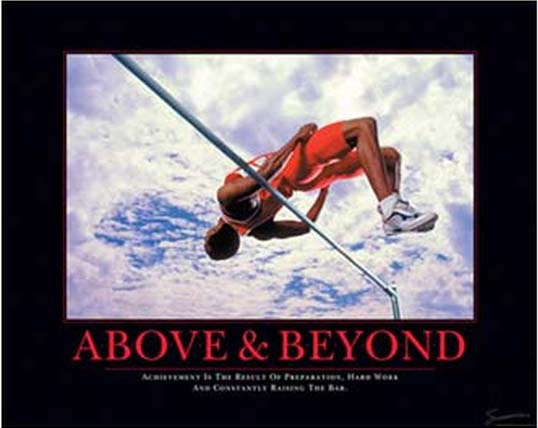 ABOVE & BEYOND
ACHIEVEMENT IS THE RESULT OF PREPARATION, HARD WORK
AND CONSTANTLY RAISING THE BAR.